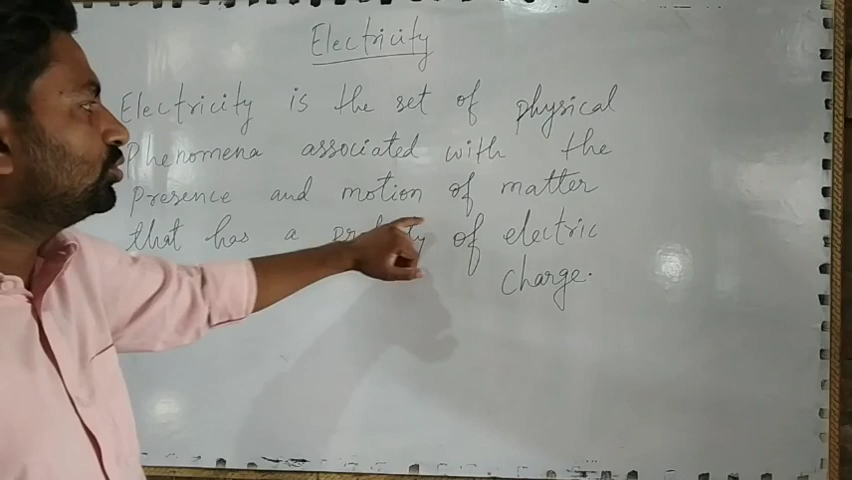 Electricity
Electricity is the set of physical
Phenomena associated with the
Presence and motion of matter
that has a of electric
charge.